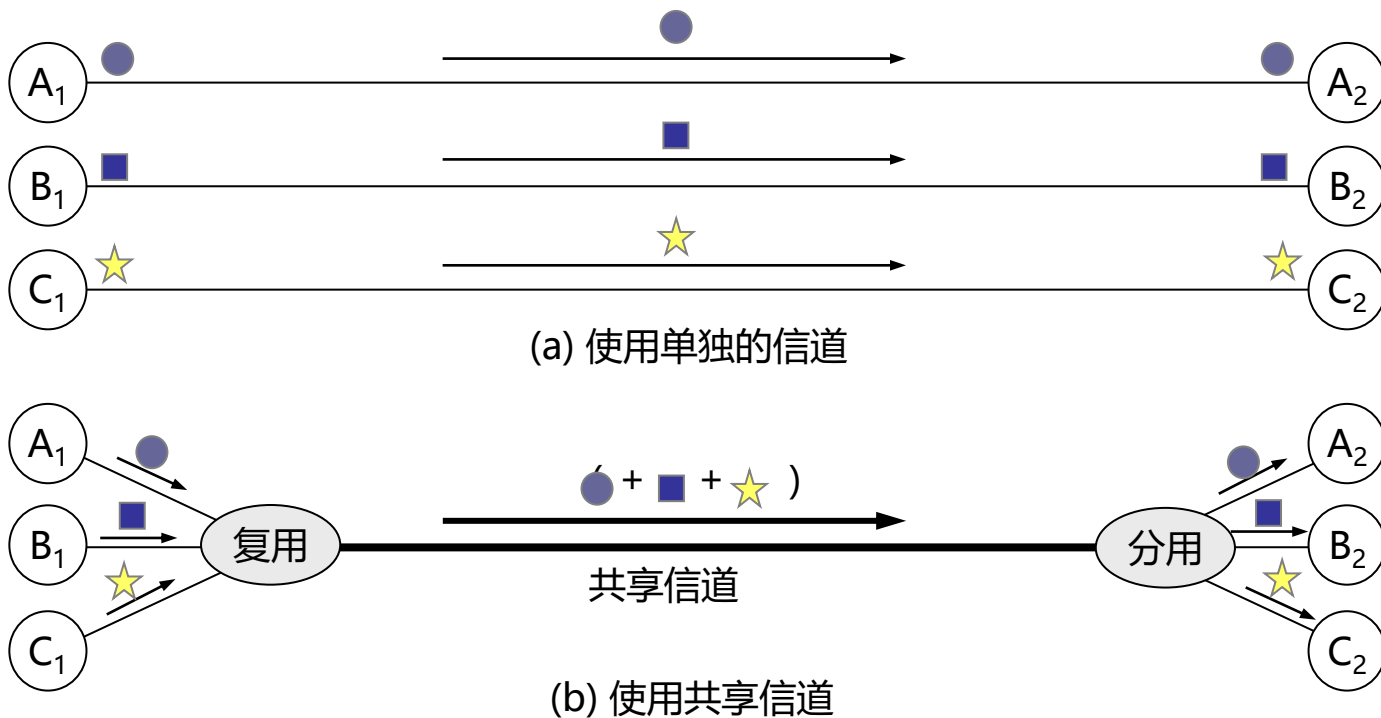 A₁ A₂
B₁ B₂
C₁ C₂
(a) 使用单独的信道
A₁ A₂
( + + )
B₁ 复用 分用 B₂
共享信道
C₁ C₂
(b) 使用共享信道